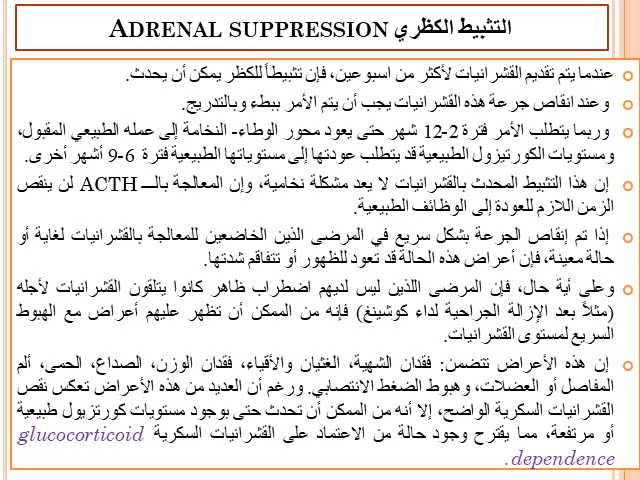 التثبيط الكظري ADRENAL SUPPRESSION
عندما يتم تقديم القشرانيات لأكثر من اسبوعين، فإن تثبيطاً للكظر يمكن أن يحدث.
وعند انقاص جرعة هذه القشرانيات يجب أن يتم الأمر ببطء وبالتدريج.
وربما يتطلب الأمر فترة 2-12 شهر حتى يعود محور الوطاء- النخامة إلى عمله الطبيعي المقبول،
ومستويات الكورتيزول الطبيعية قد يتطلب عودتها إلى مستوياتها الطبيعية فترة 6-9 أشهر أخرى.
إن هذا التثبيط المحدث بالقشرانيات لا يعد مشكلة نخامية، وإن المعالجة بالـــ ACTH لن ينقص
الزمن اللازم للعودة إلى الوظائف الطبيعية.
إذا تم إنقاص الجرعة بشكل سريع في المرضى الذين الخاضعين للمعالجة بالقشرانيات لغاية أو
حالة معينة، فإن أعراض هذه الحالة قد تعود للظهور أو تتفاقم شدتها.
وعلى أية حال، فإن المرضى اللذين ليس لديهم اضطراب ظاهر كانوا يتلقون القشرانيات لأجله
(مثلاً بعد الإزالة الجراحية لداء كوشينغ) فإنه من الممكن أن تظهر عليهم أعراض مع الهبوط
السريع لمستوى القشرانيات.
إن هذه الأعراض تتضمن: فقدان الشهية، الغثيان والأقياء، فقدان الوزن، الصداع، الحمى، ألم
المفاصل أو العضلات، وهبوط الضغط الانتصابي. ورغم أن العديد من هذه الأعراض تعكس نقص
القشرانيات السكرية الواضح، إلا أنه من الممكن أن تحدث حتى بوجود مستويات كورتزيول طبيعية
أو مرتفعة، مما يقترح وجود حالة من الاعتماد على القشرانيات السكرية glucocorticoid
dependence.